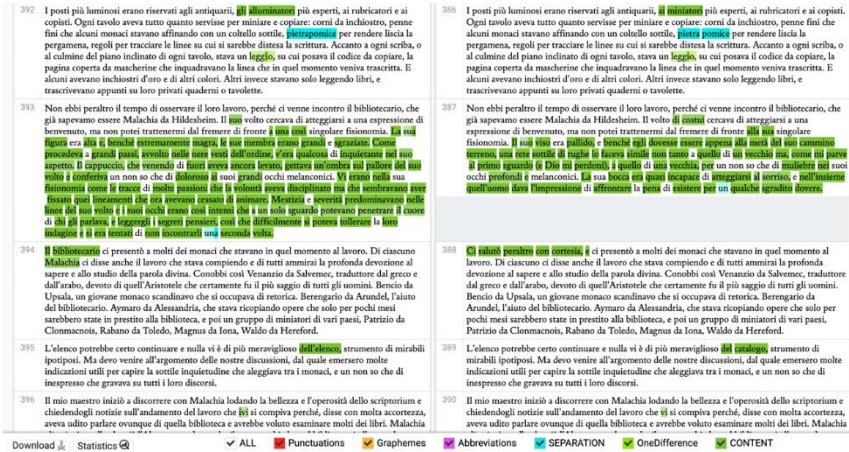 392 I posti più luminosi erano riservati agli antiquarii, gli alluminatori più esperti, ai rubricatori e ai
copisti. Ogni tavolo aveva tutto quanto servisse per miniare e copiare: corni da inchiostro, penne
fini che alcuni monaci stavano affinando con un coltello sottile, pietrapomice per rendere liscia la
pergamena, regoli per tracciare le linee su cui si sarebbe distesa la scrittura. Accanto a ogni scriba, o
al culmine del piano inclinato di ogni tavolo, stava un leggìo, su cui posava il codice da copiare, la
pagina coperta da mascherine che inquadravano la linea che in quel momento veniva trascritta. E
alcuni avevano inchiostri d'oro e di altri colori. Altri invece stavano solo leggendo libri, e
trascrivevano appunti su loro privati quaderni o tavolette.
393 Non ebbi peraltro il tempo di osservare il loro lavoro, perché ci venne incontro il bibliotecario, che
già sapevamo essere Malachia da Hildesheim. Il suo volto cercava di atteggiarsi a una espressione di
benvenuto, ma non potei trattenermi dal fremere di fronte a una così singolare fisionomia. La sua
figura era alta e, benché estremamente magra, le sue membra erano grandi e sgraziate. Come
procedeva a grandi passi, avvolto nelle nere vesti dell'ordine, v'era qualcosa di inquietante nel suo
aspetto. Il cappuccio, che venendo di fuori aveva ancora levato, gettava un'ombra sul pallore del suo
volto e conferiva un non so che di doloroso ai suoi grandi occhi melanconici. Vi erano nella sua
fisionomia come le tracce di molte passioni che la volontà aveva disciplinato ma che sembravano aver
fissato quei lineamenti che ora avevano cessato di animare. Mestizia e severità predominavano nelle
linee del suo volto e i suoi occhi erano così intensi che a un solo sguardo potevano penetrare il cuore
di chi gli parlava, e leggergli i segreti pensieri, così che difficilmente si poteva tollerare la loro
indagine e si era tentati di non incontrarli una seconda volta.
394 Il bibliotecario ci presentò a molti dei monaci che stavano in quel momento al lavoro. Di ciascuno
Malachia ci disse anche il lavoro che stava compiendo e di tutti ammirai la profonda devozione al
sapere e allo studio della parola divina. Conobbi così Venanzio da Salvemec, traduttore dal greco e
dall'arabo, devoto di quell'Aristotele che certamente fu il più saggio di tutti gli uomini. Bencio da
Upsala, un giovane monaco scandinavo che si occupava di retorica. Berengario da Arundel, l'aiuto
del bibliotecario. Aymaro da Alessandria, che stava ricopiando opere che solo per pochi mesi
sarebbero state in prestito alla biblioteca, e poi un gruppo di miniatori di vari paesi, Patrizio da
Clonmacnois, Rabano da Toledo, Magnus da Iona, Waldo da Hereford.
395 L'elenco potrebbe certo continuare e nulla vi è di più meraviglioso dell'elenco, strumento di mirabili
ipotiposi. Ma devo venire all'argomento delle nostre discussioni, dal quale emersero molte
indicazioni utili per capire la sottile inquietudine che aleggiava tra i monaci, e un non so che di
inespresso che gravava su tutti i loro discorsi.
396 Il mio maestro iniziò a discorrere con Malachia lodando la bellezza e l'operosità dello scriptorium e
chiedendogli notizie sull'andamento del lavoro che ivi si compiva perché, disse con molta accortezza,
aveva udito parlare ovunque di quella biblioteca e avrebbe voluto esaminare molti dei libri. Malachia
386 I posti più luminosi erano riservati agli antiquarii, ai miniatori più esperti, ai rubricatori e ai
copisti. Ogni tavolo aveva tutto quanto servisse per miniare e copiare: corni da inchiostro, penne
fini che alcuni monaci stavano affinando con un coltello sottile, pietra pomice per rendere liscia la
pergamena, regoli per tracciare le linee su cui si sarebbe distesa la scrittura. Accanto a ogni scriba, o
al culmine del piano inclinato di ogni tavolo, stava un leggio, su cui posava il codice da copiare, la
pagina coperta da mascherine che inquadravano la linea che in quel momento veniva trascritta. E
alcuni avevano inchiostri d'oro e di altri colori. Altri invece stavano solo leggendo libri, e
trascrivevano appunti su loro privati quaderni o tavolette.
387 Non ebbi peraltro il tempo di osservare il loro lavoro, perché ci venne incontro il bibliotecario, che
già sapevamo essere Malachia da Hildesheim. Il volto di costui cercava di atteggiarsi a una
espressione di benvenuto, ma non potei trattenermi dal fremere di fronte alla sua singolare
fisionomia. Il suo viso era pallido, e benché egli dovesse essere appena alla metà del suo cammino
terreno, una rete sottile di rughe lo faceva simile non tanto a quello di un vecchio ma, come mi parve
al primo sguardo (e Dio mi perdoni), a quello di una vecchia, per un non so che di muliebre nei suoi
occhi profondi e melanconici. La sua bocca era quasi incapace di atteggiarsi al sorriso, e nell'insieme
quell'uomo dava l'impressione di affrontare la pena di esistere per un qualche sgradito dovere.
388 Ci salutò peraltro con cortesia, e ci presentò a molti dei monaci che stavano in quel momento al
lavoro. Di ciascuno Malachia ci disse anche il lavoro che stava compiendo e di tutti ammirai la
profonda devozione al sapere e allo studio della parola divina. Conobbi così Venanzio da Salvemec, traduttore
dal greco e dall'arabo, devoto di quell'Aristotele che certamente fu il più saggio di tutti gli uomini.
Bencio da Upsala, un giovane monaco scandinavo che si occupava di retorica. Berengario da
Arundel, l'aiuto del bibliotecario. Aymaro da Alessandria, che stava ricopiando opere che solo per pochi
mesi sarebbero state in prestito alla biblioteca, e poi un gruppo di miniatori di vari paesi,
Patrizio da Clonmacnois, Rabano da Toledo, Magnus da Iona, Waldo da Hereford.
389 L'elenco potrebbe certo continuare e nulla vi è di più meraviglioso del catalogo, strumento di
mirabili ipotiposi. Ma devo venire all'argomento delle nostre discussioni, dal quale emersero molte
indicazioni utili per capire la sottile inquietudine che aleggiava tra i monaci, e un non so che di
inespresso che gravava su tutti i loro discorsi.
390 Il mio maestro iniziò a discorrere con Malachia lodando la bellezza e l'operosità dello scriptorium e
chiedendogli notizie sull'andamento del lavoro che vi si compiva perché, disse con molta accortezza,
aveva udito parlare ovunque di quella biblioteca e avrebbe voluto esaminare molti dei libri. Malachia
Download Statistics ALL Punctuations Graphemes Abbreviations SEPARATION OneDifference CONTENT